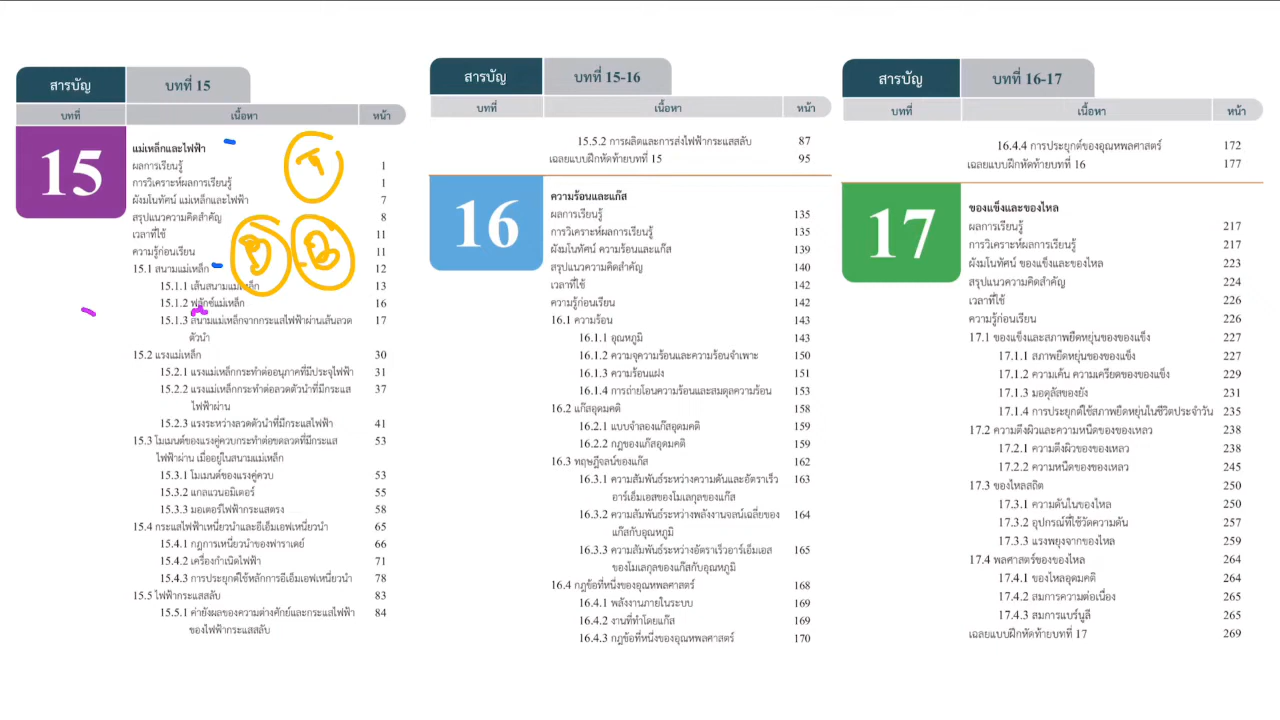 สารบัญ บทที่ 15
บทที่ เนื้อหา หน้า
15
แม่เหล็กและไฟฟ้า
ผลการเรียนรู้ 1
การวิเคราะห์ผลการเรียนรู้ 1
ผังมโนทัศน์ แม่เหล็กและไฟฟ้า 7
สรุปแนวความคิดสำคัญ 8
เวลาที่ใช้ 11
ความรู้ก่อนเรียน 11
15.1 สนามแม่เหล็ก 12
15.1.1 เส้นสนามแม่เหล็ก 13
15.1.2 ฟลักซ์แม่เหล็ก 16
15.1.3 สนามแม่เหล็กจากกระแสไฟฟ้าผ่านเส้นลวด 17
ตัวนำ
15.2 แรงแม่เหล็ก 30
15.2.1 แรงแม่เหล็กกระทำต่ออนุภาคที่มีประจุไฟฟ้า 31
15.2.2 แรงแม่เหล็กกระทำต่อลวดตัวนำที่มีกระแส 37
ไฟฟ้าผ่าน
15.2.3 แรงระหว่างลวดตัวนำที่มีกระแสไฟฟ้า 41
15.3 โมเมนต์ของแรงคู่ควบกระทำต่อขดลวดที่มีกระแส 53
ไฟฟ้าผ่าน เมื่ออยู่ในสนามแม่เหล็ก
15.3.1 โมเมนต์ของแรงคู่ควบ 53
15.3.2 แกลแวนอมิเตอร์ 55
15.3.3 มอเตอร์ไฟฟ้ากระแสตรง 58
15.4 กระแสไฟฟ้าเหนี่ยวนำและอีเอ็มเอฟเหนี่ยวนำ 65
15.4.1 กฎการเหนี่ยวนำของฟาราเดย์ 66
15.4.2 เครื่องกำเนิดไฟฟ้า 71
15.4.3 การประยุกต์ใช้หลักการอีเอ็มเอฟเหนี่ยวนำ 78
15.5 ไฟฟ้ากระแสสลับ 83
15.5.1 ค่ายังผลของความต่างศักย์และกระแสไฟฟ้า 84
ของไฟฟ้ากระแสสลับ
สารบัญ บทที่ 15-16
บทที่ เนื้อหา หน้า
15.5.2 การผลิตและการส่งไฟฟ้ากระแสสลับ 87
เฉลยแบบฝึกหัดท้ายบทที่ 15 95
16
ความร้อนและแก๊ส
ผลการเรียนรู้ 135
การวิเคราะห์ผลการเรียนรู้ 135
ผังมโนทัศน์ ความร้อนและแก๊ส 139
สรุปแนวความคิดสำคัญ 140
เวลาที่ใช้ 142
ความรู้ก่อนเรียน 142
16.1 ความร้อน 143
16.1.1 อุณหภูมิ 143
16.1.2 ความจุความร้อนและความร้อนจำเพาะ 150
16.1.3 ความร้อนแฝง 151
16.1.4 การถ่ายโอนความร้อนและสมดุลความร้อน 153
16.2 แก๊สอุดมคติ 158
16.2.1 แบบจำลองแก๊สอุดมคติ 159
16.2.2 กฎของแก๊สอุดมคติ 159
16.3 ทฤษฎีจลน์ของแก๊ส 162
16.3.1 ความสัมพันธ์ระหว่างความดันและอัตราเร็ว 163
อาร์เอ็มเอสของโมเลกุลของแก๊ส
16.3.2 ความสัมพันธ์ระหว่างพลังงานจลน์เฉลี่ยของ 164
แก๊สกับอุณหภูมิ
16.3.3 ความสัมพันธ์ระหว่างอัตราเร็วอาร์เอ็มเอส 165
ของโมเลกุลของแก๊สกับอุณหภูมิ
16.4 กฎข้อที่หนึ่งของอุณหพลศาสตร์ 168
16.4.1 พลังงานภายในระบบ 169
16.4.2 งานที่ทำโดยแก๊ส 169
16.4.3 กฎข้อที่หนึ่งของอุณหพลศาสตร์ 170
สารบัญ บทที่ 16-17
บทที่ เนื้อหา หน้า
16.4.4 การประยุกต์ของอุณหพลศาสตร์ 172
เฉลยแบบฝึกหัดท้ายบทที่ 16 177
17
ของแข็งและของไหล
ผลการเรียนรู้ 217
การวิเคราะห์ผลการเรียนรู้ 217
ผังมโนทัศน์ ของแข็งและของไหล 223
สรุปแนวความคิดสำคัญ 224
เวลาที่ใช้ 226
ความรู้ก่อนเรียน 226
17.1 ของแข็งและสภาพยืดหยุ่นของของแข็ง 227
17.1.1 สภาพยืดหยุ่นของของแข็ง 227
17.1.2 ความเค้น ความเครียดของของแข็ง 229
17.1.3 มอดุลัสของยัง 231
17.1.4 การประยุกต์ใช้สภาพยืดหยุ่นในชีวิตประจำวัน 235
17.2 ความตึงผิวและความหนืดของของเหลว 238
17.2.1 ความตึงผิวของของเหลว 238
17.2.2 ความหนืดของของเหลว 245
17.3 ของไหลสถิต 250
17.3.1 ความดันในของไหล 250
17.3.2 อุปกรณ์ที่ใช้วัดความดัน 257
17.3.3 แรงพยุงจากของไหล 259
17.4 พลศาสตร์ของของไหล 264
17.4.1 ของไหลอุดมคติ 264
17.4.2 สมการความต่อเนื่อง 265
17.4.3 สมการแบร์นูลี 265
เฉลยแบบฝึกหัดท้ายบทที่ 17 269